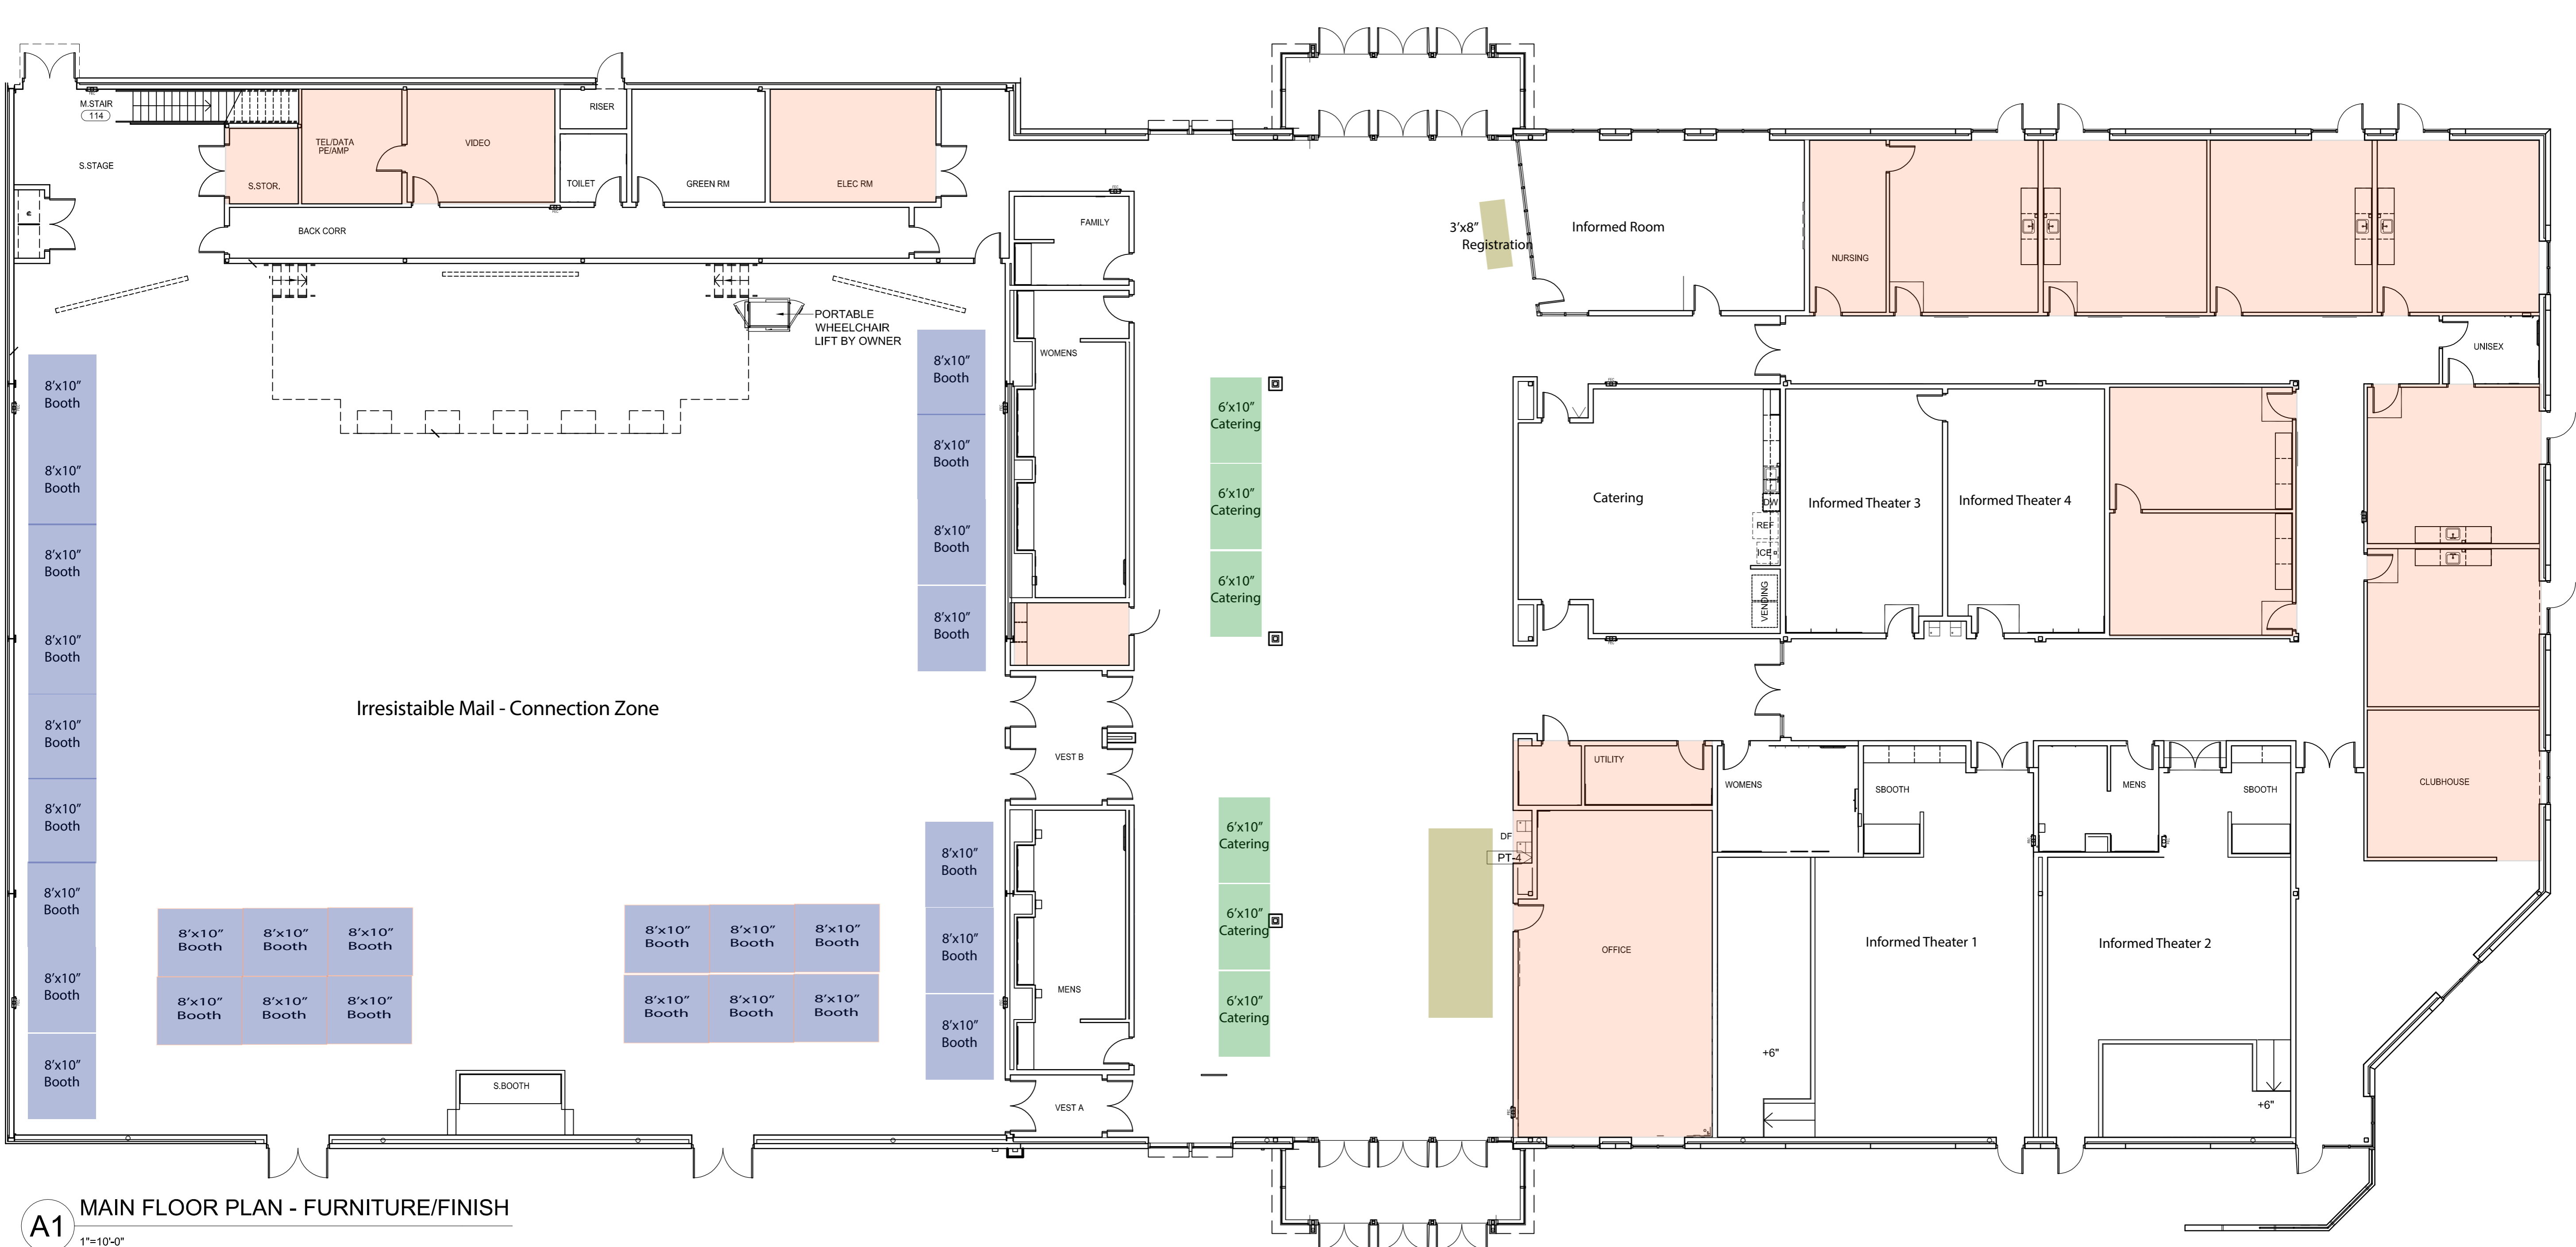 M.STAIR
114
S.STAGE
S.STOR.
TEL/DATA
PE/AMP
VIDEO
RISER
TOILET
GREEN RM
ELEC RM
BACK CORR
PORTABLE
WHEELCHAIR
LIFT BY OWNER
FAMILY
WOMENS
3'x8"
Registration
Informed Room
NURSING
UNISEX
8'x10"
Booth
8'x10"
Booth
8'x10"
Booth
8'x10"
Booth
8'x10"
Booth
8'x10"
Booth
8'x10"
Booth
8'x10"
Booth
8'x10"
Booth
8'x10"
Booth
8'x10"
Booth
8'x10"
Booth
8'x10"
Booth
6'x10"
Catering
6'x10"
Catering
6'x10"
Catering
Catering
DW
REF
ICE
VENDING
Informed Theater 3
Informed Theater 4
Irresistaible Mail - Connection Zone
VEST B
8'x10"
Booth
8'x10"
Booth
8'x10"
Booth
8'x10"
Booth
8'x10"
Booth
8'x10"
Booth
8'x10"
Booth
8'x10"
Booth
8'x10"
Booth
8'x10"
Booth
8'x10"
Booth
8'x10"
Booth
8'x10"
Booth
8'x10"
Booth
8'x10"
Booth
MENS
6'x10"
Catering
6'x10"
Catering
6'x10"
Catering
DF
PT-4
UTILITY
WOMENS
SBOOTH
MENS
SBOOTH
CLUBHOUSE
OFFICE
Informed Theater 1
Informed Theater 2
+6"
+6"
S.BOOTH
VEST A
A1
MAIN FLOOR PLAN - FURNITURE/FINISH
1"=10'-0"